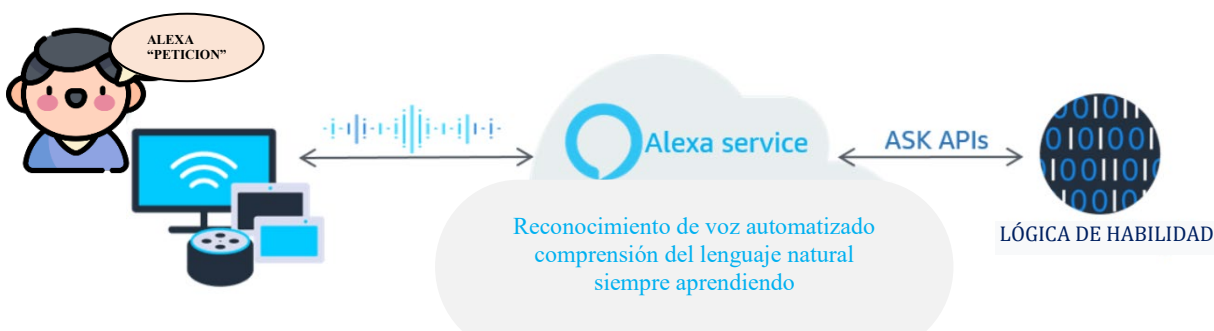 ALEXA
“PETICION”
Alexa service
ASK APIs
Reconocimiento de voz automatizado
comprensión del lenguaje natural
siempre aprendiendo
LÓGICA DE HABILIDAD